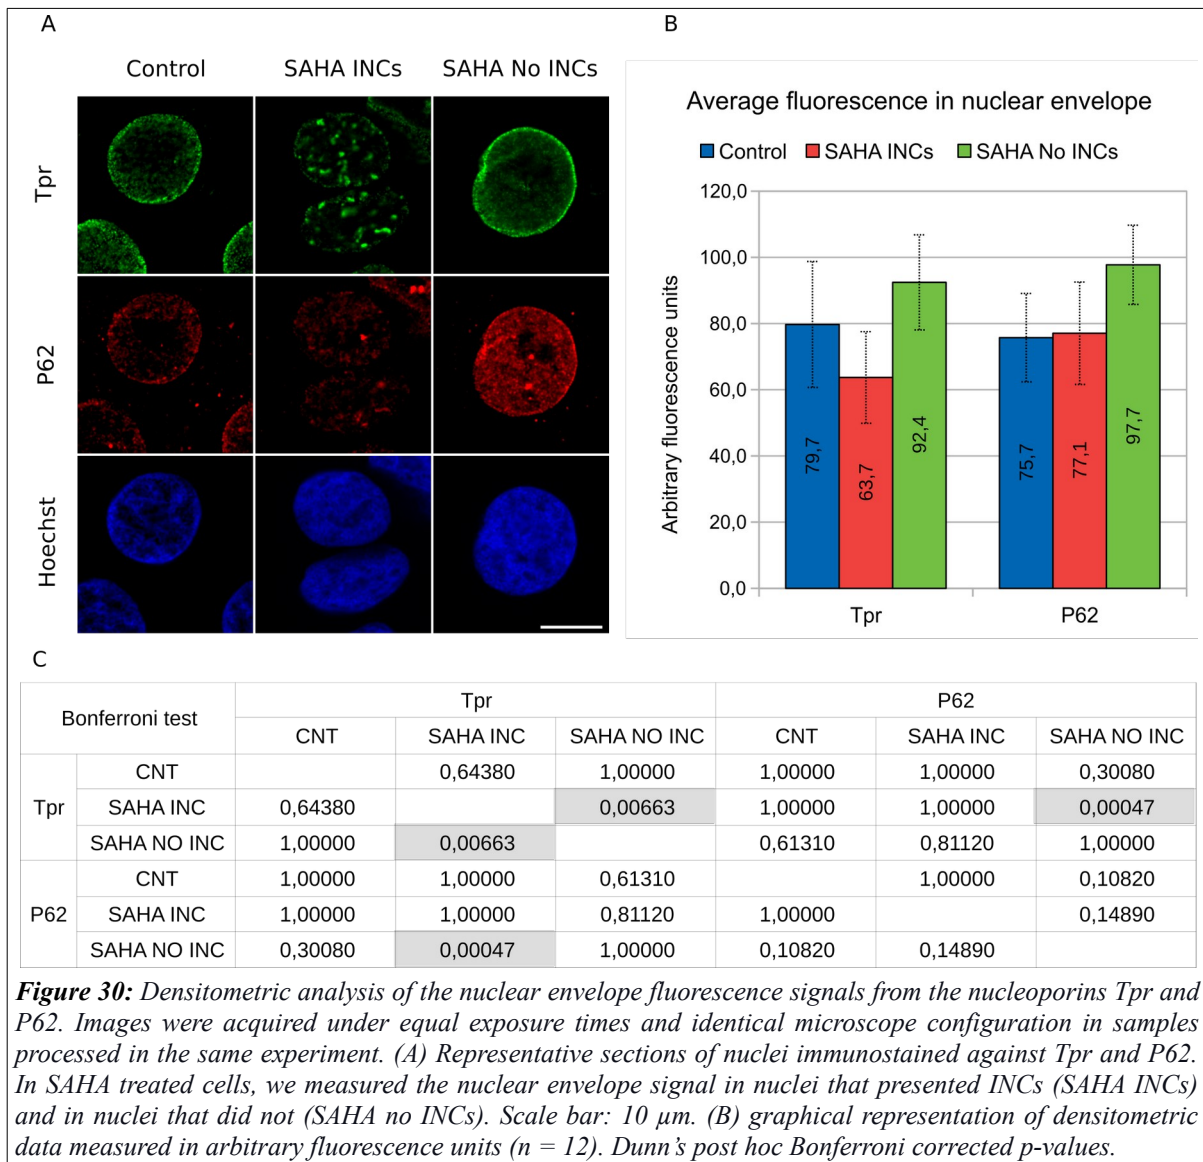 A
B
Control
SAHA INCs
SAHA No INCs
Tpr
P62
Hoechst
Average fluorescence in nuclear envelope
Control SAHA INCs SAHA No INCs
Arbitrary fluorescence units
120,0
100,0
80,0
60,0
40,0
20,0
0,0
79,7
63,7
92,4
75,7
77,1
97,7
Tpr P62
C
Bonferroni test Tpr P62
CNT SAHA INC SAHA NO INC CNT SAHA INC SAHA NO INC
Tpr CNT 0,64380 1,00000 1,00000 1,00000 0,30080
SAHA INC 0,64380 0,00663 1,00000 1,00000 0,00047
SAHA NO INC 1,00000 0,00663 0,61310 0,81120 1,00000
P62 CNT 1,00000 1,00000 0,61310 1,00000 0,10820
SAHA INC 1,00000 1,00000 0,81120 1,00000 0,14890
SAHA NO INC 0,30080 0,00047 1,00000 0,10820 0,14890
Figure 30: Densitometric analysis of the nuclear envelope fluorescence signals from the nucleoporins Tpr and
P62. Images were acquired under equal exposure times and identical microscope configuration in samples
processed in the same experiment. (A) Representative sections of nuclei immunostained against Tpr and P62.
In SAHA treated cells, we measured the nuclear envelope signal in nuclei that presented INCs (SAHA INCs)
and in nuclei that did not (SAHA no INCs). Scale bar: 10 µm. (B) graphical representation of densitometric
data measured in arbitrary fluorescence units (n = 12). Dunn's post hoc Bonferroni corrected p-values.